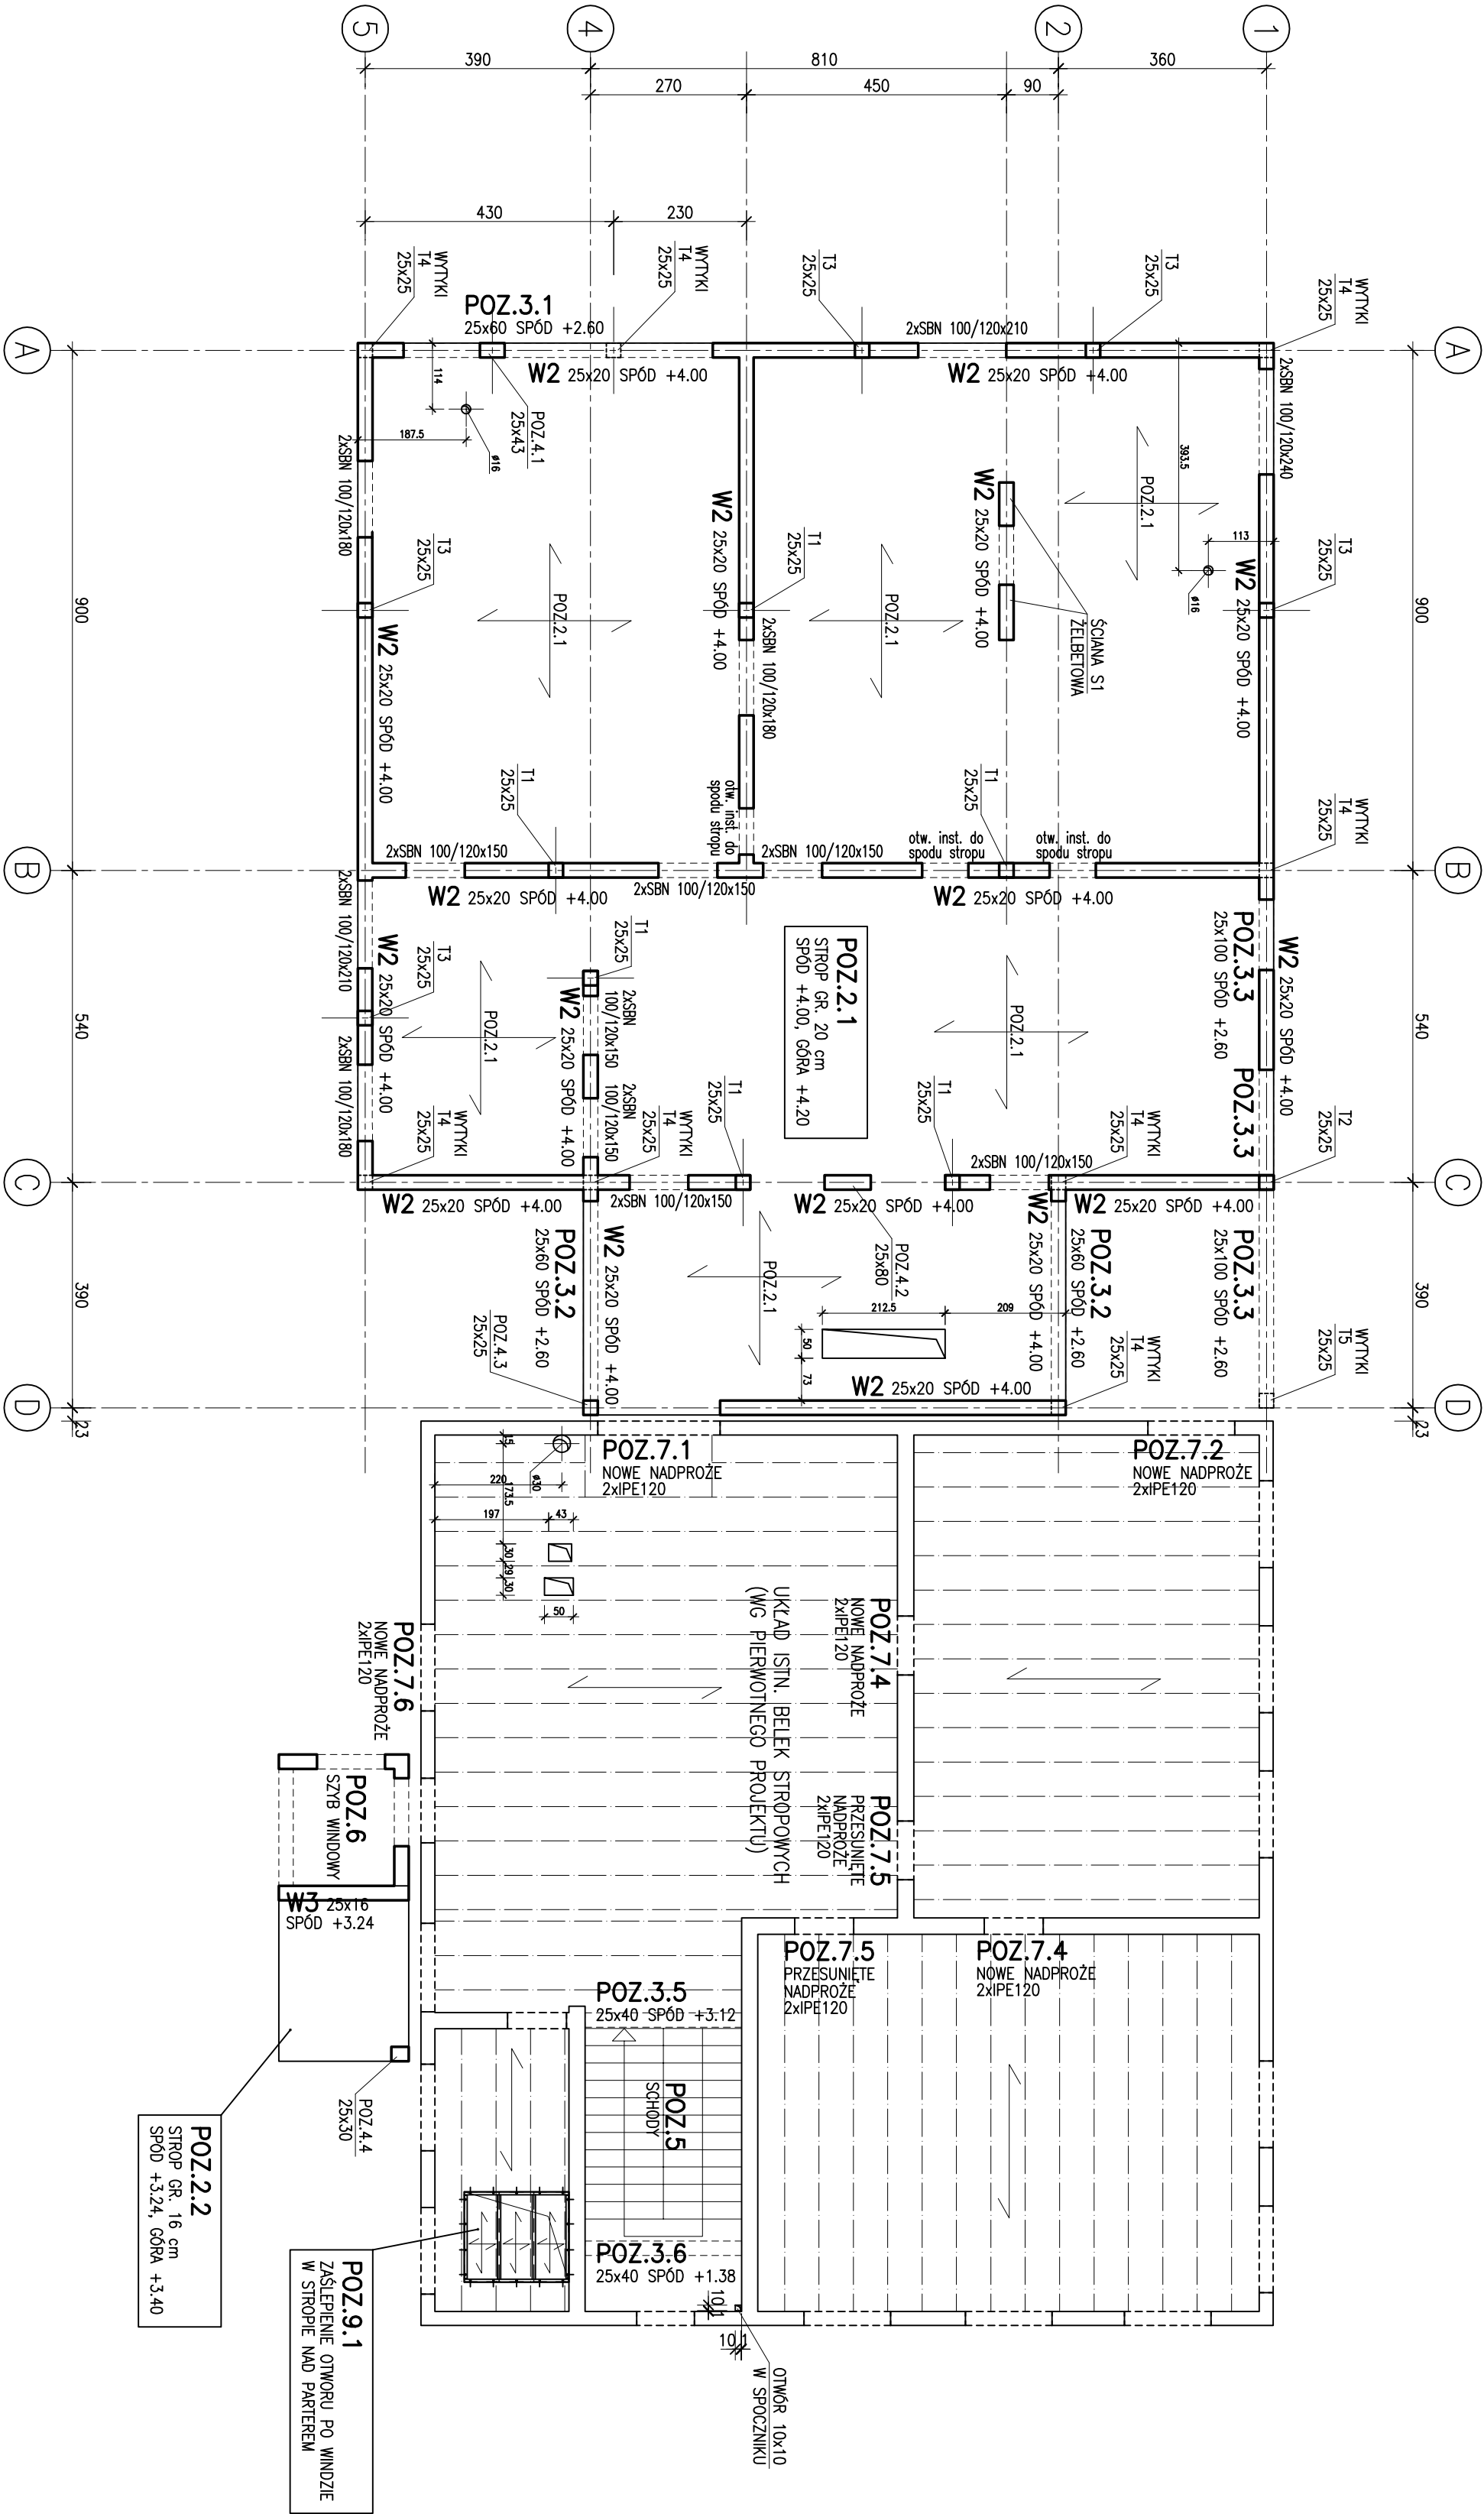 5
4
2
1
390
810
360
270
450
90
430
230
WYTYKI
T4
25x25
POZ.3.1
25x60 SPÓD +2.60
WYTYKI
T4
25x25
T3
25x25
2xSBN 100/120x210
T3
25x25
WYTYKI
T4
25x25
A
A
W2 25x20 SPÓD +4.00
W2 25x20 SPÓD +4.00
114
187.5
ø16
POZ.4.1
25x43
393.5
113
ø16
2xSBN 100/120x240
2xSBN 100/120x180
POZ.2.1
W2 25x20 SPÓD +4.00
W2 25x20 SPÓD +4.00
T3
25x25
W2 25x20 SPÓD +4.00
T3
25x25
T1
25x25
POZ.2.1
POZ.2.1
ŚCIANA S1
ŻELBETOWA
900
900
2xSBN 100/120x180
W2 25x20 SPÓD +4.00
T1
25x25
otw. inst. do
spodu stropu
T1
25x25
WYTYKI
T4
25x25
2xSBN 100/120x150
2xSBN 100/120x150
otw. inst. do
spodu stropu
otw. inst. do
spodu stropu
B
B
W2 25x20 SPÓD +4.00
2xSBN 100/120x150
W2 25x20 SPÓD +4.00
2xSBN 100/120x210
W2 25x20 SPÓD +4.00
T3
25x25
T1
25x25
POZ.2.1
STROP GR. 20 cm
SPÓD +4.00, GÓRA +4.20
POZ.3.3
25x100 SPÓD +2.60
W2 25x20 SPÓD +4.00
540
540
POZ.2.1
W2 25x20 SPÓD +4.00
2xSBN
100/120x150
2xSBN
100/120x150
POZ.2.1
POZ.3.3
2xSBN 100/120x180
WYTYKI
T4
25x25
WYTYKI
T4
25x25
T1
25x25
T1
25x25
WYTYKI
T4
25x25
T2
25x25
2xSBN 100/120x150
C
C
W2 25x20 SPÓD +4.00
2xSBN 100/120x150
W2 25x20 SPÓD +4.00
W2 25x20 SPÓD +4.00
POZ.3.2
25x60 SPÓD +2.60
W2 25x20 SPÓD +4.00
POZ.2.1
POZ.4.2
25x80
W2 25x20 SPÓD +4.00
POZ.3.2
25x60 SPÓD +2.60
POZ.3.3
25x100 SPÓD +2.60
212.5
209
50
73
390
390
POZ.4.3
25x25
WYTYKI
T4
25x25
WYTYKI
T5
25x25
W2 25x20 SPÓD +4.00
D
D
23
23
15
ø30
220
173.5
197
43
30
29
30
50
POZ.7.1
NOWE NADPROŻE
2xIPE120
POZ.7.2
NOWE NADPROŻE
2xIPE120
POZ.7.6
NOWE NADPROŻE
2xIPE120
UKŁAD ISTN. BELEK STROPOWYCH
(WG PIERWOTNEGO PROJEKTU)
POZ.7.4
NOWE NADPROŻE
2xIPE120
POZ.7.5
PRZESUNIĘTE
NADPROŻE
2xIPE120
POZ.6
SZYB WINDOWY
W3 25x16
SPÓD +3.24
POZ.7.5
PRZESUNIĘTE
NADPROŻE
2xIPE120
POZ.7.4
NOWE NADPROŻE
2xIPE120
POZ.3.5
25x40 SPÓD +3.12
POZ.5
SCHODY
POZ.4.4
25x30
POZ.2.2
STROP GR. 16 cm
SPÓD +3.24, GÓRA +3.40
POZ.3.6
25x40 SPÓD +1.38
10
1
10
1
POZ.9.1
ZAŚLEPIENIE OTWORU PO WINDZIE
W STROPIE NAD PARTEREM
OTWÓR 10x10
W SPOCZNIKU